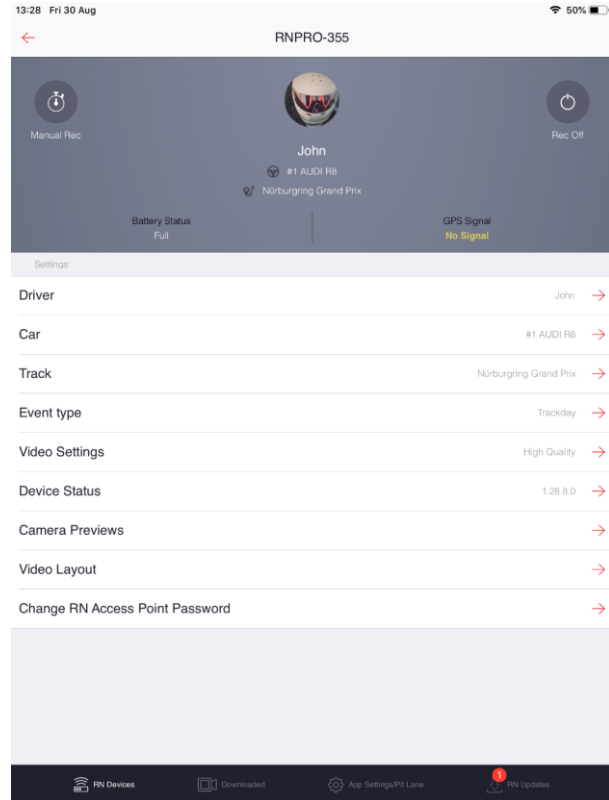 13:28 Fri 30 Aug 50%
RNPRO-355
Manual Rec
Rec Off
John
#1 AUDI R8
Nürburgring Grand Prix
Battery Status GPS Signal
Full No Signal
Settings
Driver John
Car #1 AUDI R8
Track Nürburgring Grand Prix
Event type Trackday
Video Settings High Quality
Device Status 1.28.8.0
Camera Previews
Video Layout
Change RN Access Point Password
1
RN Devices Downloaded App Settings/Pit Lane RN Updates